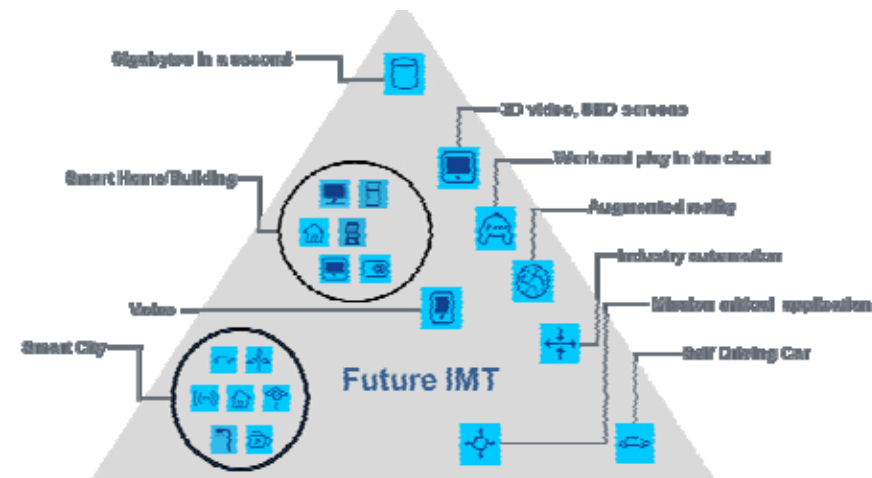 Gigabytes in a second
3D video, UHD screens
Work and play in the cloud
Smart Home/Building
Augmented reality
Industry automation
Mission critical application
Voice
Smart City
Self Driving Car
Future IMT